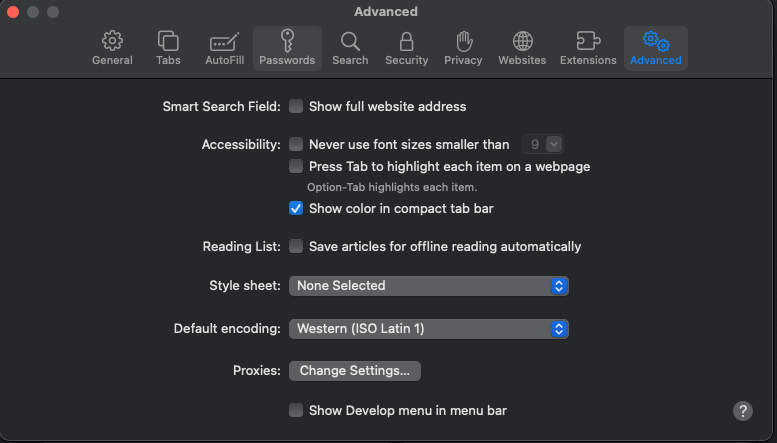 Advanced
General Tabs AutoFill Passwords Search Security Privacy Websites Extensions Advanced
Smart Search Field: Show full website address
Accessibility: Never use font sizes smaller than 9
Press Tab to highlight each item on a webpage
Option-Tab highlights each item.
Show color in compact tab bar
Reading List: Save articles for offline reading automatically
Style sheet: None Selected
Default encoding: Western (ISO Latin 1)
Proxies: Change Settings...
Show Develop menu in menu bar
?